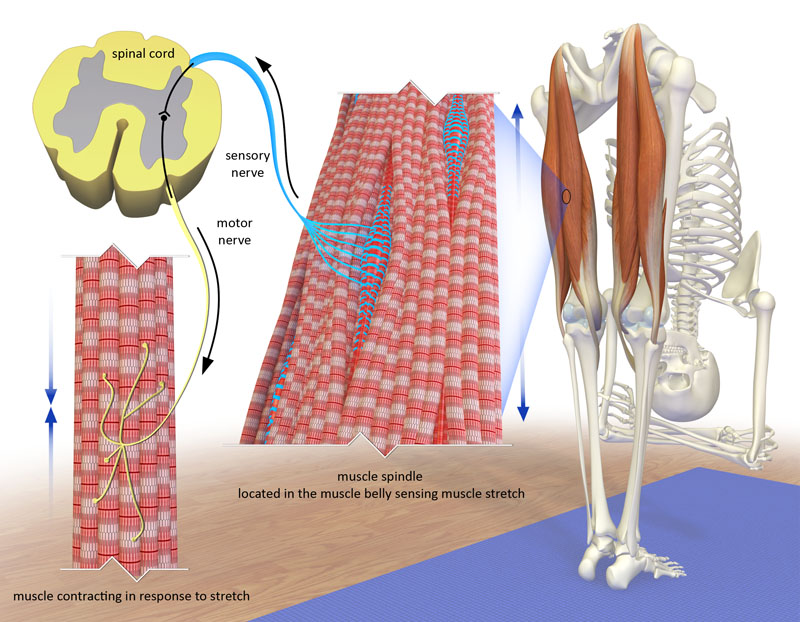 spinal cord
sensory
nerve
motor
nerve
muscle spindle
located in the muscle belly sensing muscle stretch
muscle contracting in response to stretch